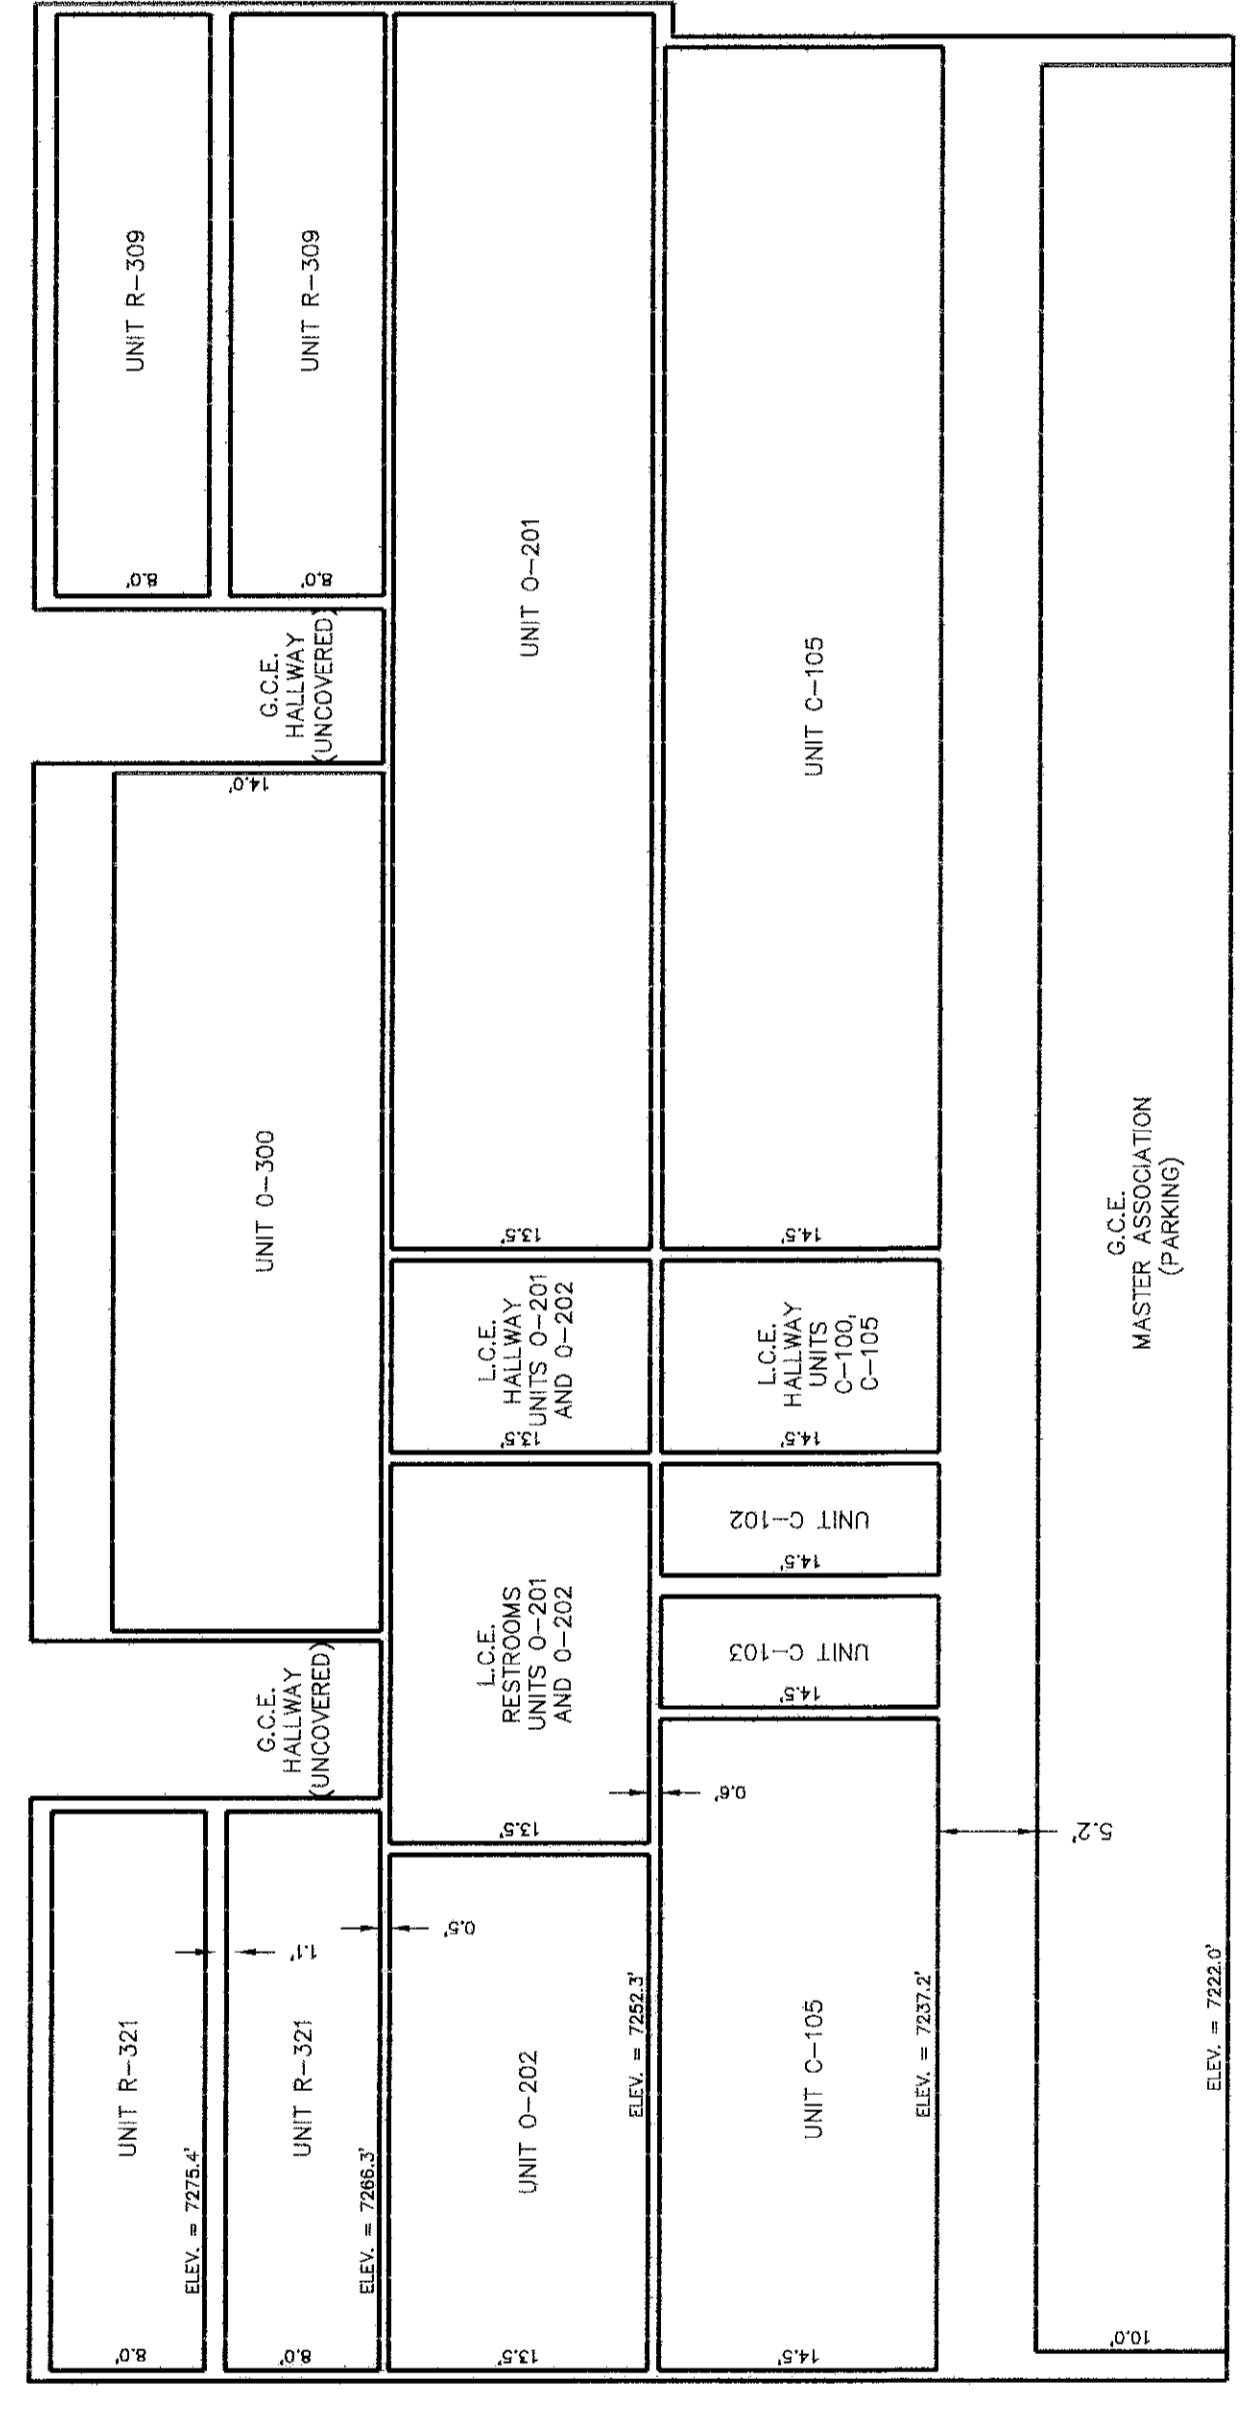 UNIT R-321
8.0'
ELEV. = 7275.4'
1.1'
UNIT R-321
8.0'
ELEV. = 7266.3'
0.5'
G.C.E.
HALLWAY
(UNCOVERED)
UNIT O-300
14.0'
G.C.E.
HALLWAY
(UNCOVERED)
UNIT R-309
8.0'
UNIT R-309
8.0'
UNIT O-202
13.5'
ELEV. = 7252.3'
L.C.E.
RESTROOMS
UNITS O-201
AND O-202
13.5'
0.6'
L.C.E.
HALLWAY
UNITS O-201
AND O-202
13.5'
UNIT O-201
13.5'
UNIT C-105
14.5'
ELEV. = 7237.2'
5.2'
UNIT C-103
14.5'
UNIT C-102
14.5'
L.C.E.
HALLWAY
UNITS
C-100,
C-105
14.5'
UNIT C-105
14.5'
G.C.E.
MASTER ASSOCIATION
(PARKING)
10.0'
ELEV. = 7222.0'